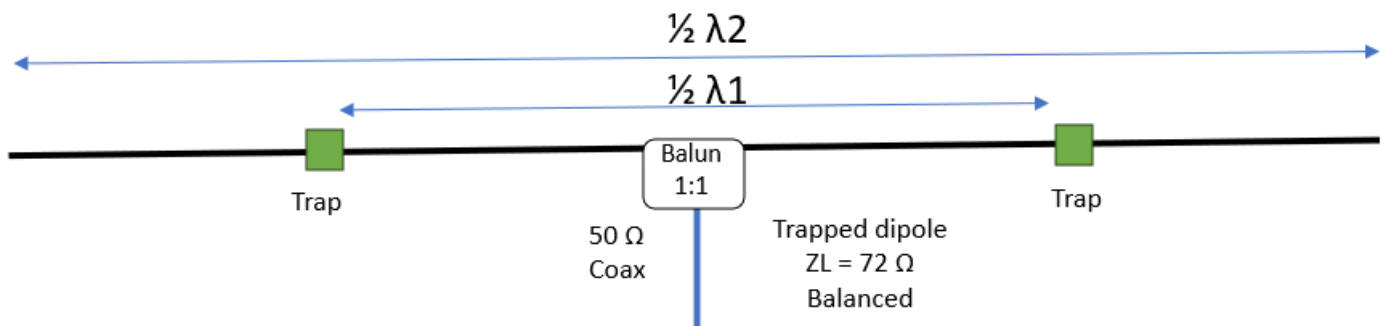 ½ λ2
½ λ1
Balun
1:1
Trap
Trap
50 Ω
Coax
Trapped dipole
ZL = 72 Ω
Balanced